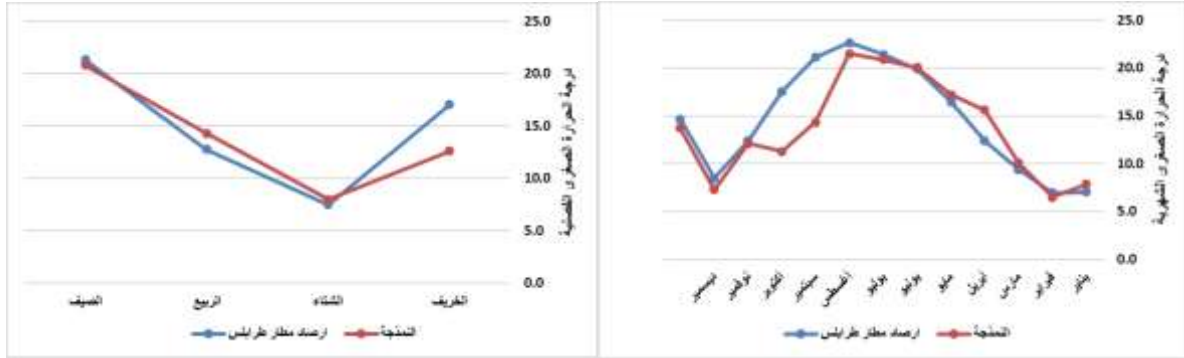 25.0
20.0
15.0
10.0
5.0
0.0
درجة الحرارة الصغرى الشهرية
يناير
فبراير
مارس
أبريل
مايو
يونيو
يوليو
أغسطس
سبتمبر
أكتوبر
نوفمبر
ديسمبر
النمذجة
ارصاد مطار طرابلس
25.0
20.0
15.0
10.0
5.0
0.0
درجة الحرارة الصغرى الفصلية
الخريف
الشتاء
الربيع
الصيف
النمذجة
ارصاد مطار طرابلس